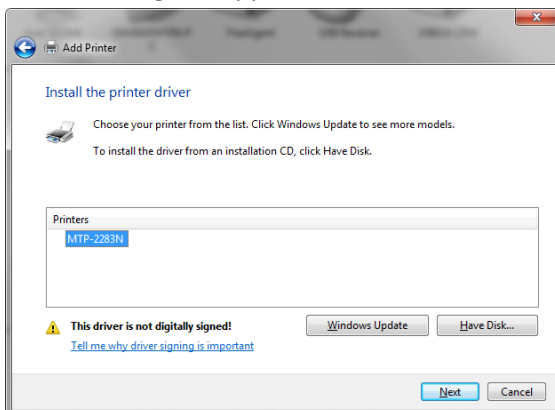 Add Printer
Install the printer driver
Choose your printer from the list. Click Windows Update to see more models.
To install the driver from an installation CD, click Have Disk.
Printers
MTP-2283N
This driver is not digitally signed!
Windows Update
Have Disk...
Tell me why driver signing is important
Next
Cancel